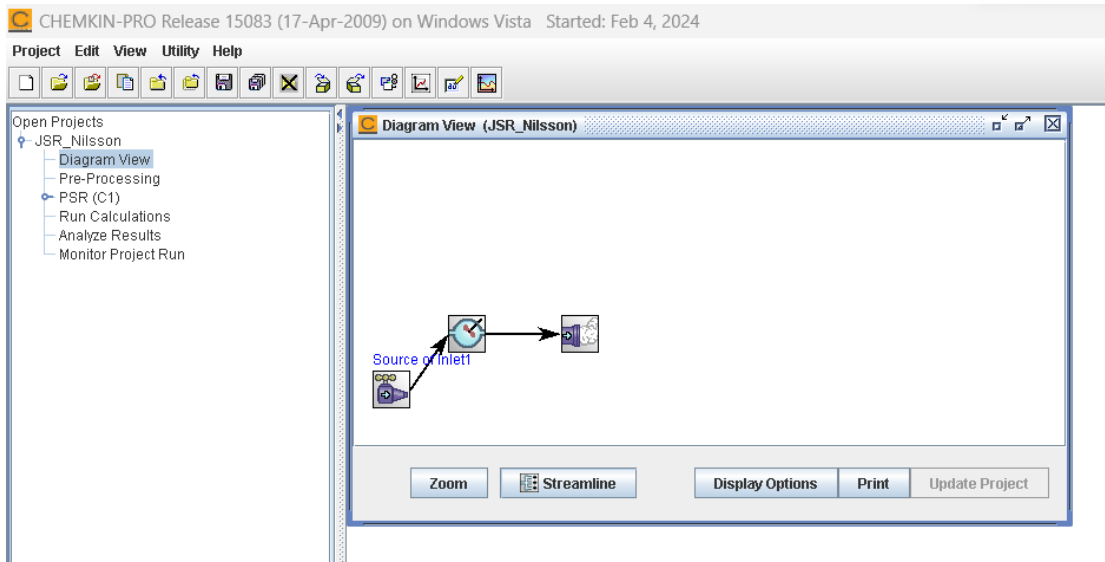 CHEMKIN-PRO Release 15083 (17-Apr-2009) on Windows Vista Started: Feb 4, 2024
Project Edit View Utility Help
Open Projects
JSR_Nilsson
Diagram View
Pre-Processing
PSR (C1)
Run Calculations
Analyze Results
Monitor Project Run
Diagram View (JSR_Nilsson)
Source or Inlet1
Zoom
Streamline
Display Options
Print
Update Project